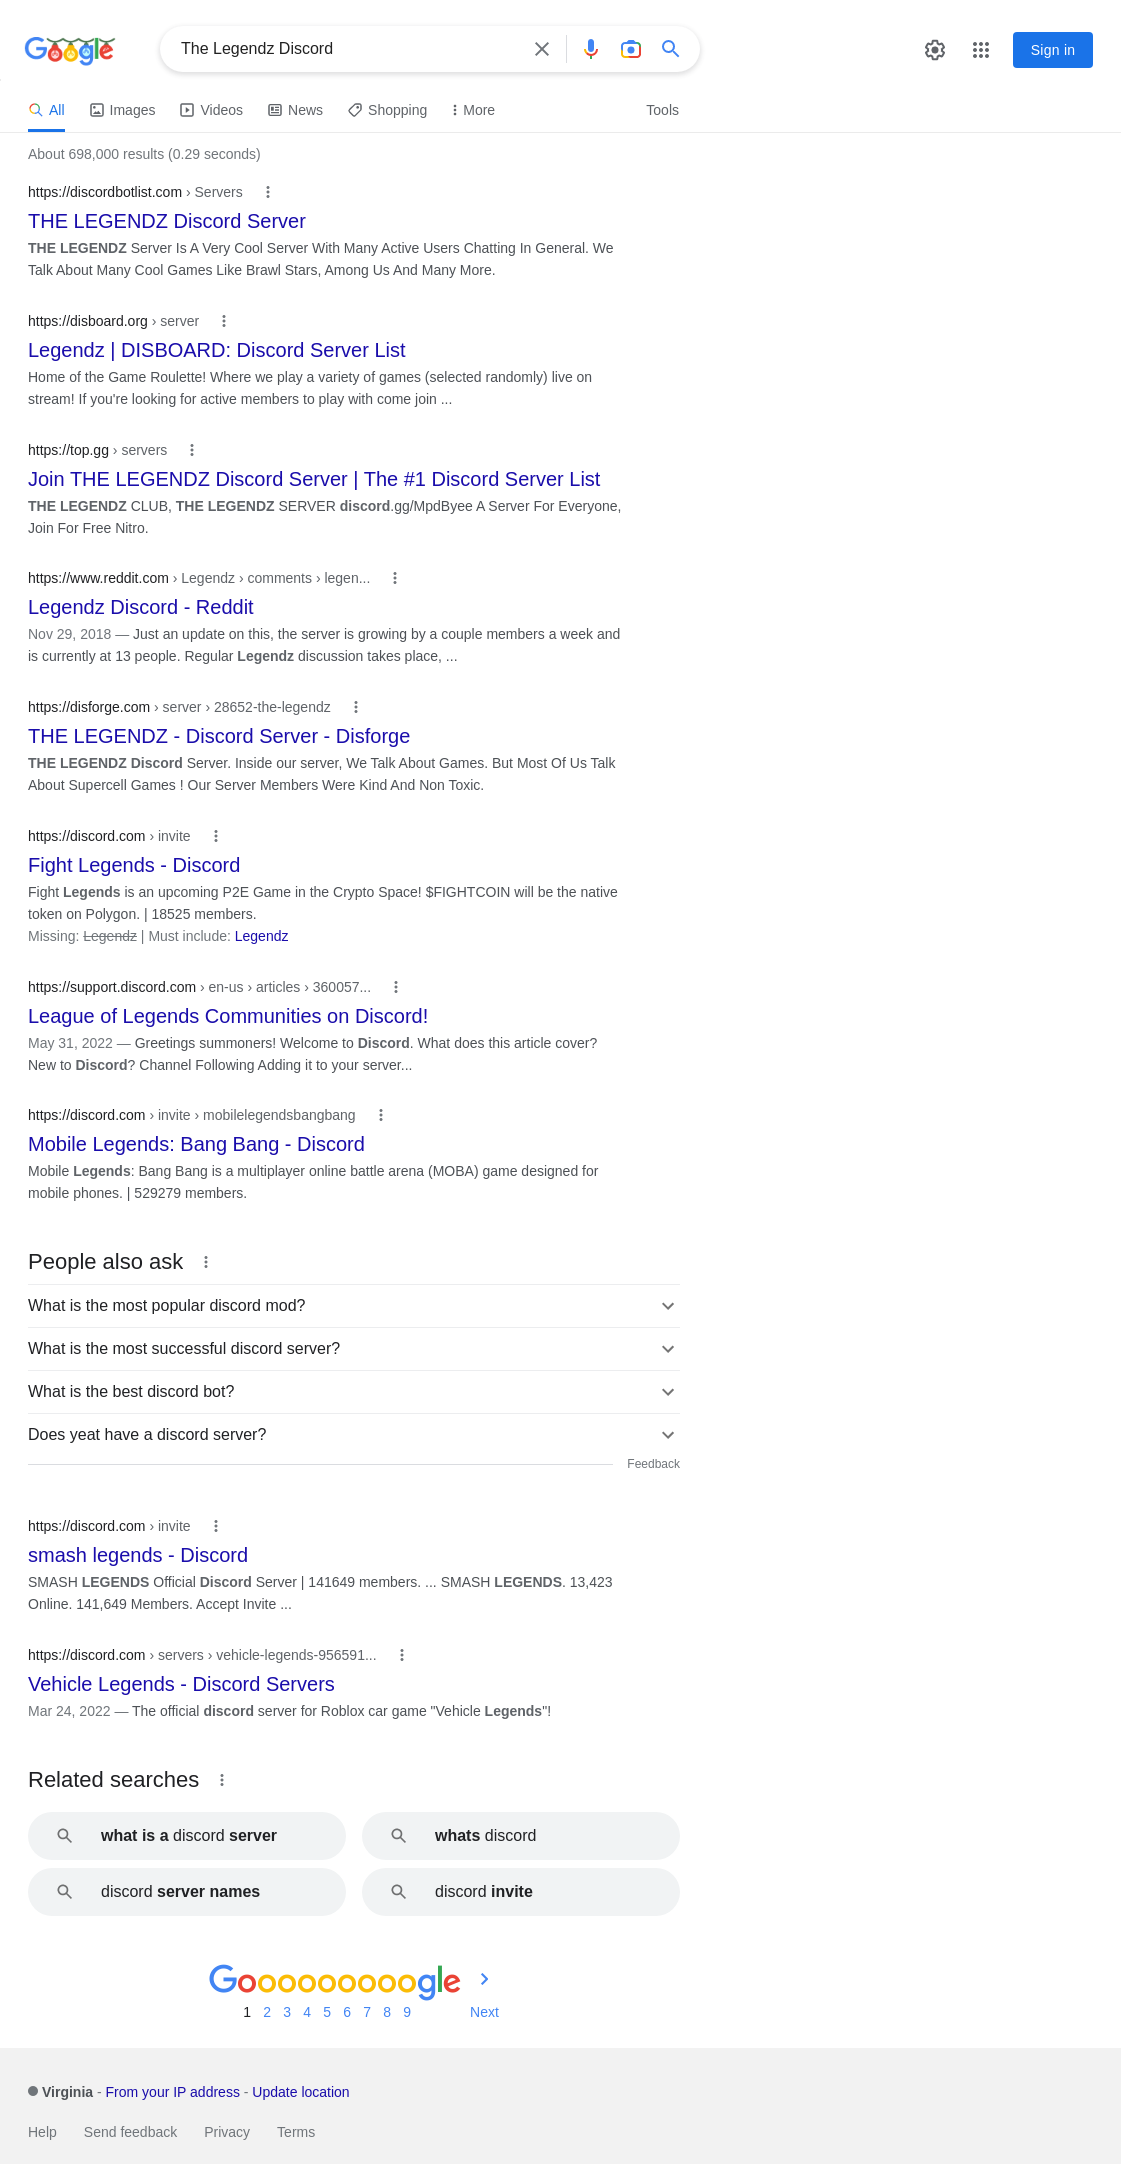 Google
The Legendz Discord
Sign in
All Images Videos News Shopping More Tools
About 698,000 results (0.29 seconds)
https://discordbotlist.com › Servers
THE LEGENDZ Discord Server
THE LEGENDZ Server Is A Very Cool Server With Many Active Users Chatting In General. We
Talk About Many Cool Games Like Brawl Stars, Among Us And Many More.
https://disboard.org › server
Legendz | DISBOARD: Discord Server List
Home of the Game Roulette! Where we play a variety of games (selected randomly) live on
stream! If you're looking for active members to play with come join ...
https://top.gg › servers
Join THE LEGENDZ Discord Server | The #1 Discord Server List
THE LEGENDZ CLUB, THE LEGENDZ SERVER discord.gg/MpdByee A Server For Everyone,
Join For Free Nitro.
https://www.reddit.com › Legendz › comments › legen...
Legendz Discord - Reddit
Nov 29, 2018 — Just an update on this, the server is growing by a couple members a week and
is currently at 13 people. Regular Legendz discussion takes place, ...
https://disforge.com › server › 28652-the-legendz
THE LEGENDZ - Discord Server - Disforge
THE LEGENDZ Discord Server. Inside our server, We Talk About Games. But Most Of Us Talk
About Supercell Games ! Our Server Members Were Kind And Non Toxic.
https://discord.com › invite
Fight Legends - Discord
Fight Legends is an upcoming P2E Game in the Crypto Space! $FIGHTCOIN will be the native
token on Polygon. | 18525 members.
Missing: Legendz | Must include: Legendz
https://support.discord.com › en-us › articles › 360057...
League of Legends Communities on Discord!
May 31, 2022 — Greetings summoners! Welcome to Discord. What does this article cover?
New to Discord? Channel Following Adding it to your server...
https://discord.com › invite › mobilelegendsbangbang
Mobile Legends: Bang Bang - Discord
Mobile Legends: Bang Bang is a multiplayer online battle arena (MOBA) game designed for
mobile phones. | 529279 members.
People also ask
What is the most popular discord mod?
What is the most successful discord server?
What is the best discord bot?
Does yeat have a discord server?
Feedback
https://discord.com › invite
smash legends - Discord
SMASH LEGENDS Official Discord Server | 141649 members. ... SMASH LEGENDS. 13,423
Online. 141,649 Members. Accept Invite ...
https://discord.com › servers › vehicle-legends-956591...
Vehicle Legends - Discord Servers
Mar 24, 2022 — The official discord server for Roblox car game "Vehicle Legends"!
Related searches
what is a discord server
whats discord
discord server names
discord invite
Goooooooooogle
1 2 3 4 5 6 7 8 9 Next
Virginia - From your IP address - Update location
Help Send feedback Privacy Terms